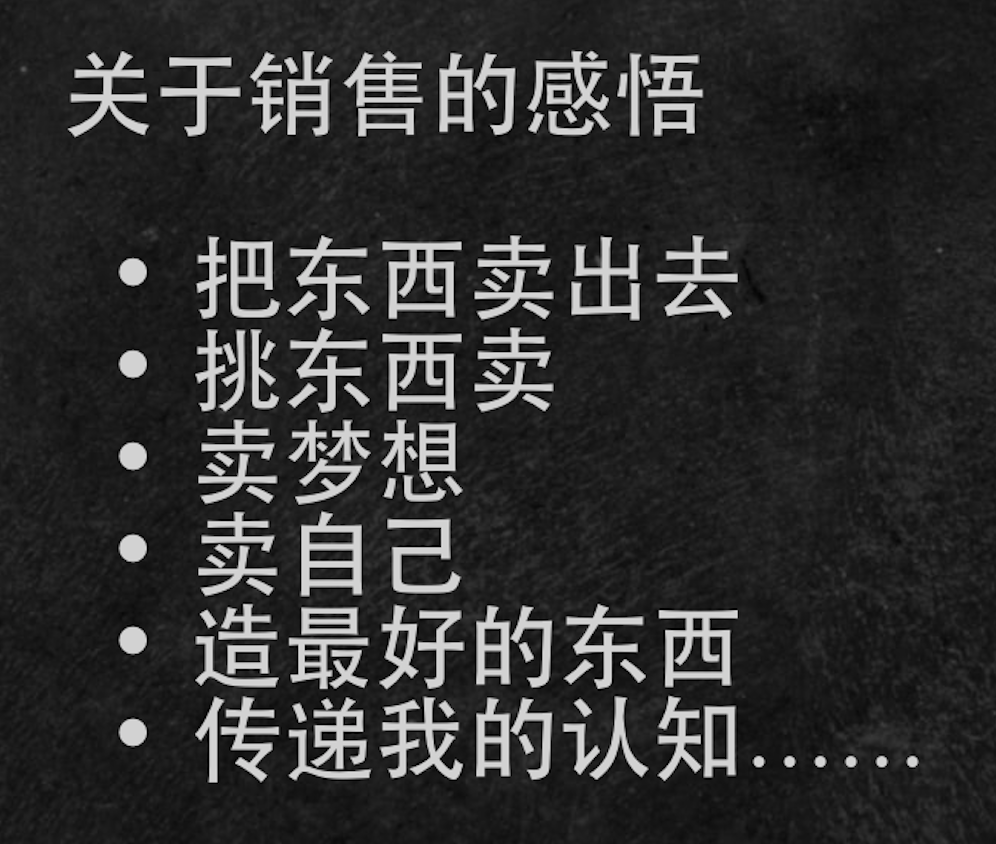 关于销售的感悟
• 把东西卖出去
• 挑东西卖
• 卖梦想
• 卖自己
• 造最好的东西
• 传递我的认知......